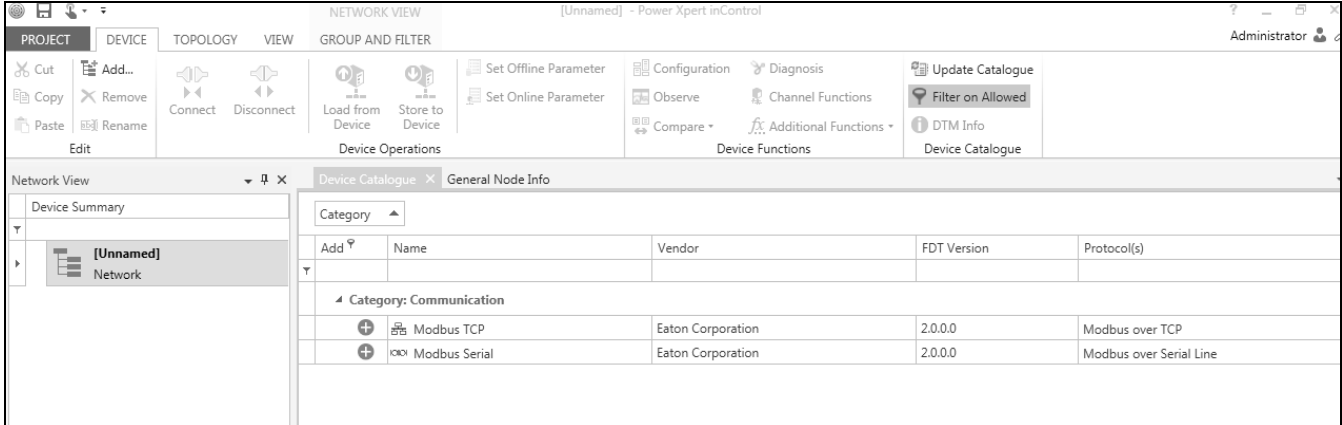 NETWORK VIEW [Unnamed] - Power Xpert inControl ?
PROJECT DEVICE TOPOLOGY VIEW GROUP AND FILTER Administrator
Cut Add... Set Offline Parameter Configuration Diagnosis Update Catalogue
Copy Remove Connect Disconnect Load from Device Store to Device Set Online Parameter Observe Channel Functions Filter on Allowed
Paste Rename Compare fx Additional Functions DTM Info
Edit Device Operations Device Functions Device Catalogue
Network View Device Catalogue General Node Info
Device Summary
Category
Add Name Vendor FDT Version Protocol(s)
[Unnamed]
Network
Category: Communication
Modbus TCP Eaton Corporation 2.0.0.0 Modbus over TCP
Modbus Serial Eaton Corporation 2.0.0.0 Modbus over Serial Line